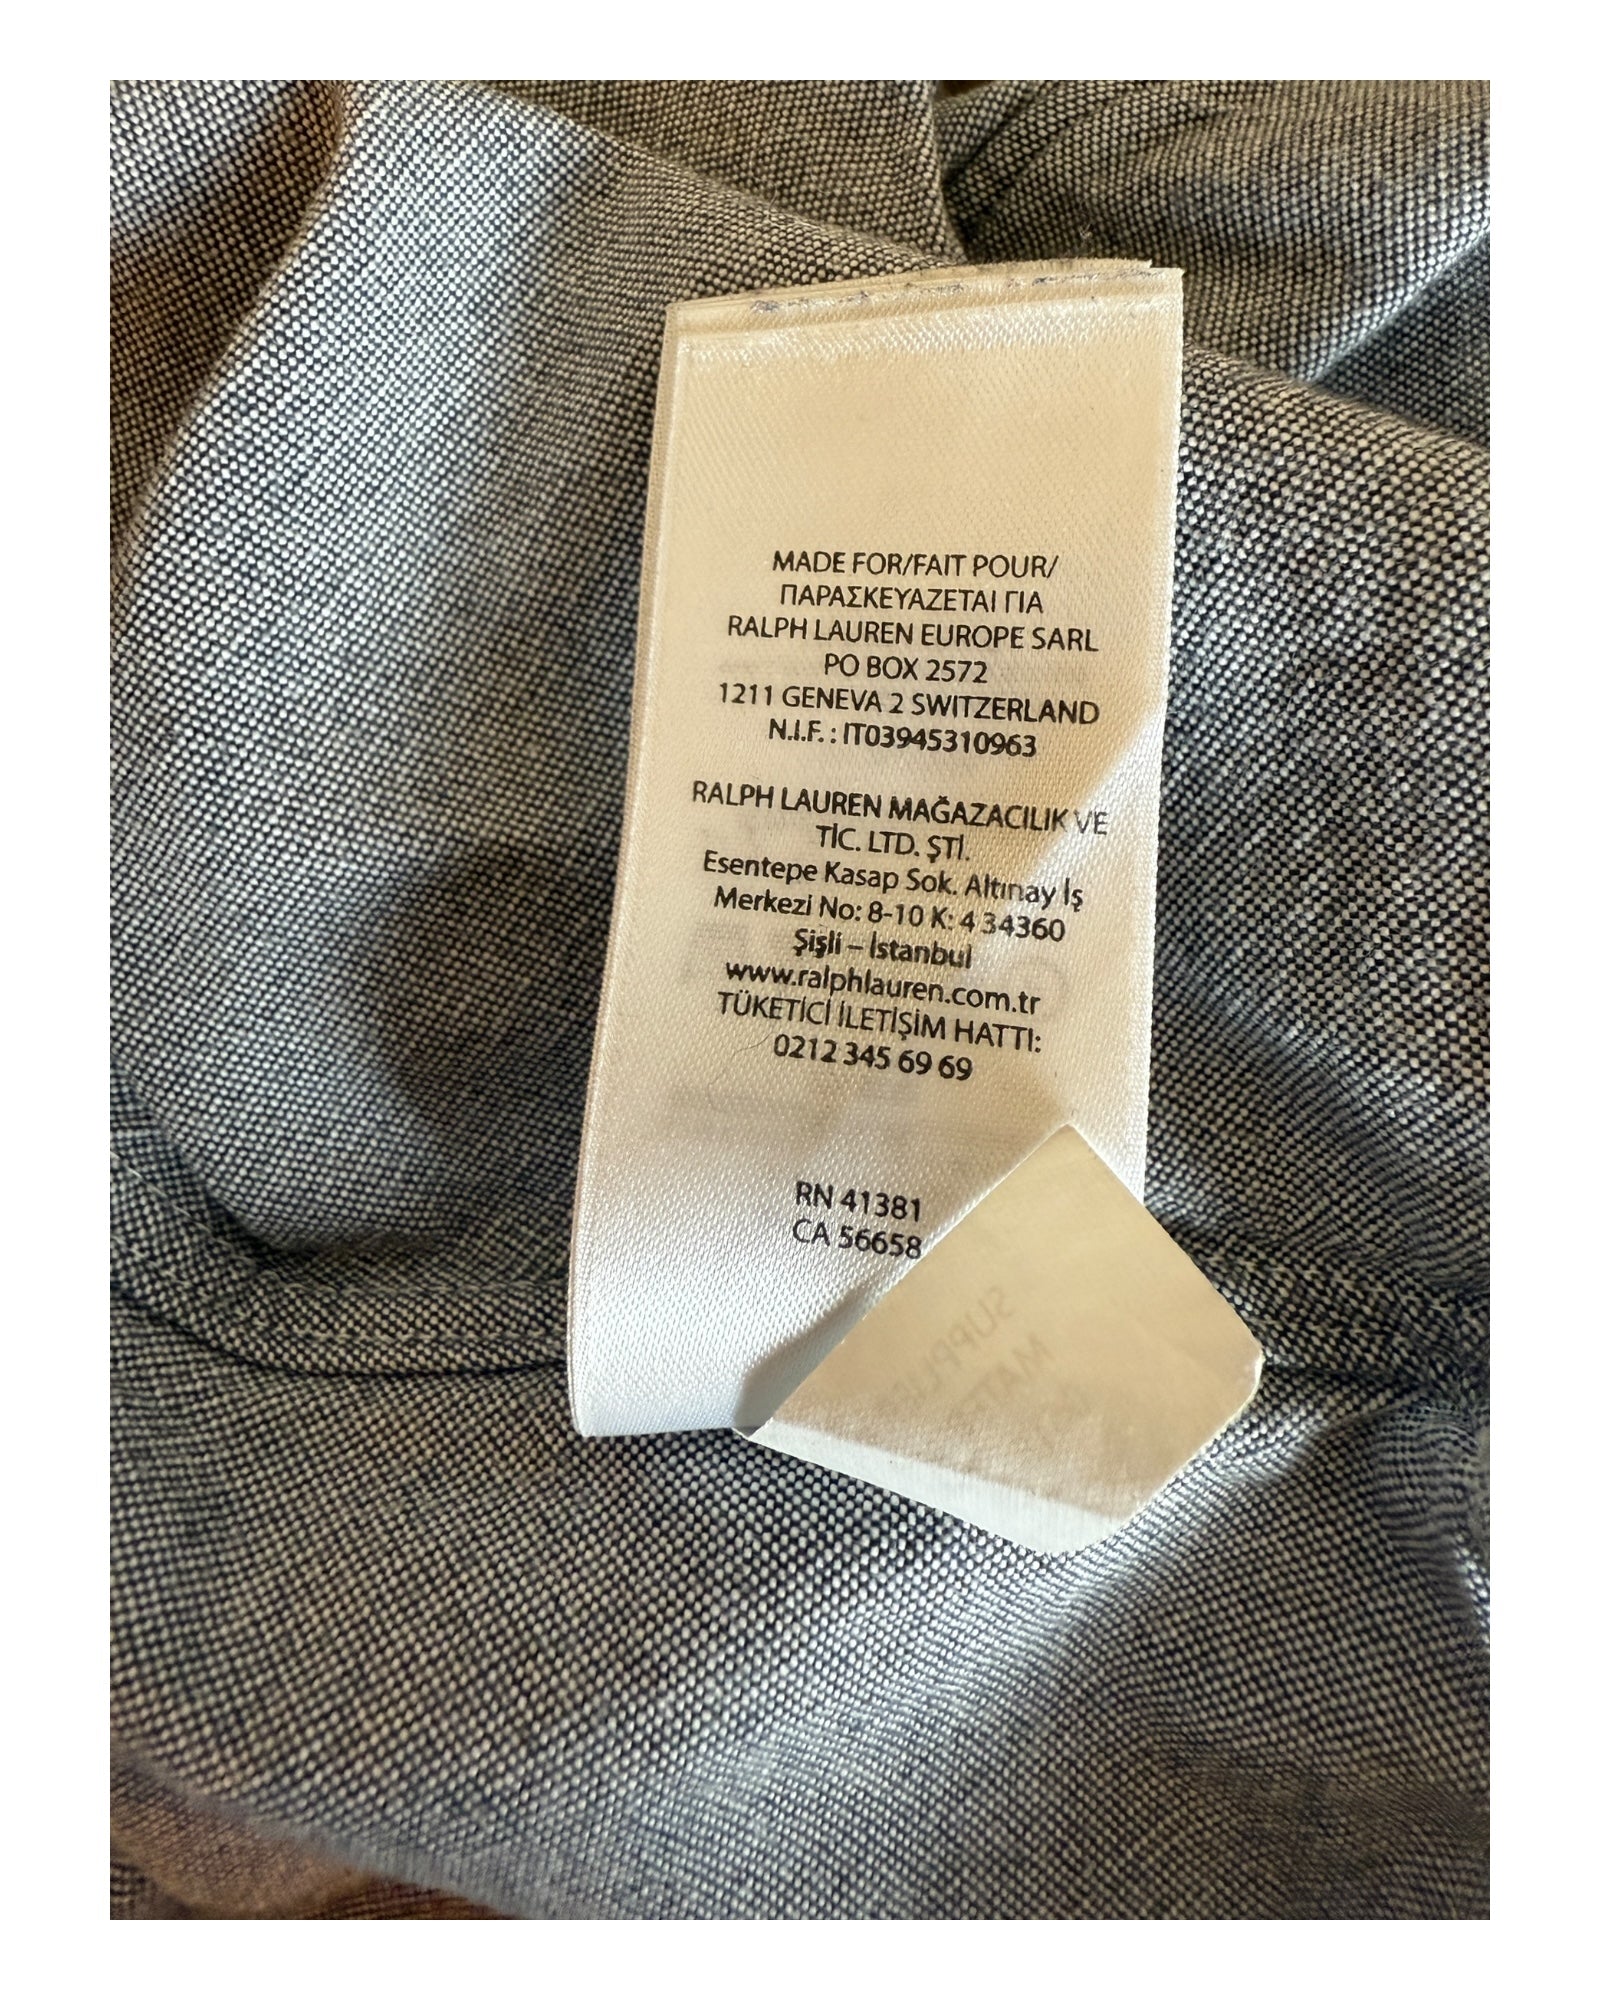 MADE FOR/FAIT POUR/
ΠΑΡΑΣΚΕΥΑΖΕΤΑΙ ΓΙΑ
RALPH LAUREN EUROPE SARL
PO BOX 2572
1211 GENEVA 2 SWITZERLAND
N.I.F. : IT03945310963
RALPH LAUREN MAĞAZACILIK VE
TİC. LTD. ŞTİ.
Esentepe Kasap Sok. Altınay İş
Merkezi No: 8-10 K: 4 34360
Şişli – İstanbul
www.ralphlauren.com.tr
TÜKETİCİ İLETİŞİM HATTI:
0212 345 69 69
RN 41381
CA 56658